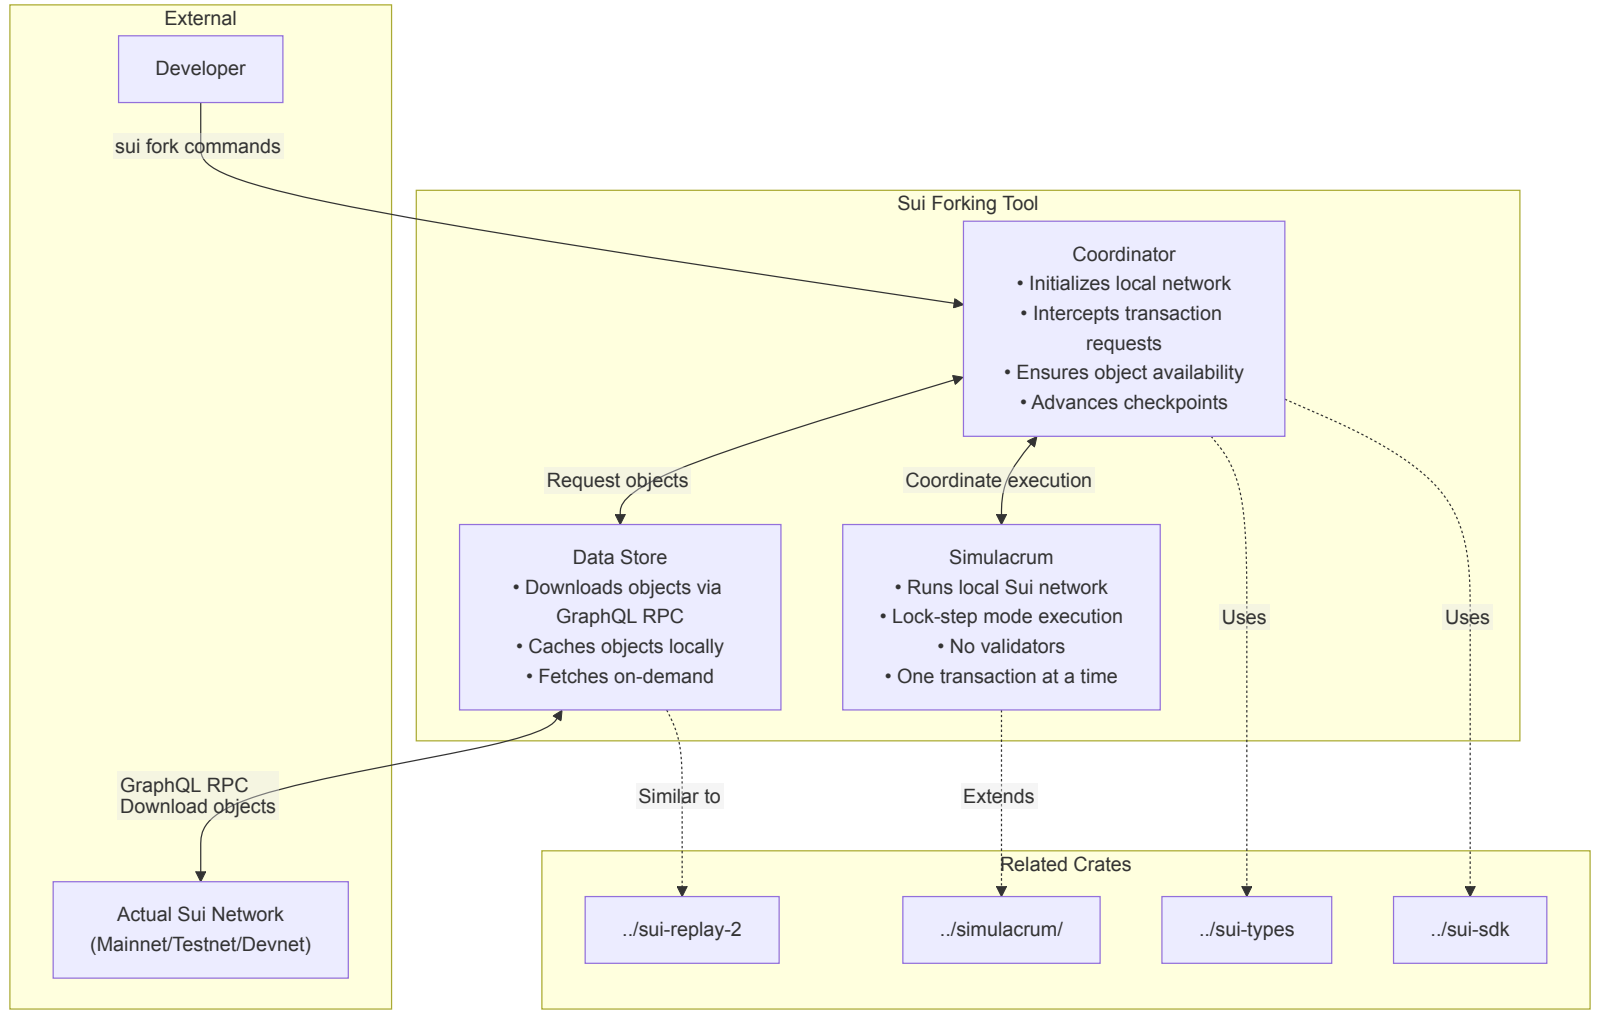 External
Developer
sui fork commands
Sui Forking Tool
Coordinator
• Initializes local network
• Intercepts transaction
requests
• Ensures object availability
• Advances checkpoints
Request objects
Coordinate execution
Data Store
• Downloads objects via
GraphQL RPC
• Caches objects locally
• Fetches on-demand
Simulacrum
• Runs local Sui network
• Lock-step mode execution
• No validators
• One transaction at a time
Uses
Uses
GraphQL RPC
Download objects
Similar to
Extends
Actual Sui Network
(Mainnet/Testnet/Devnet)
Related Crates
../sui-replay-2
../simulacrum/
../sui-types
../sui-sdk